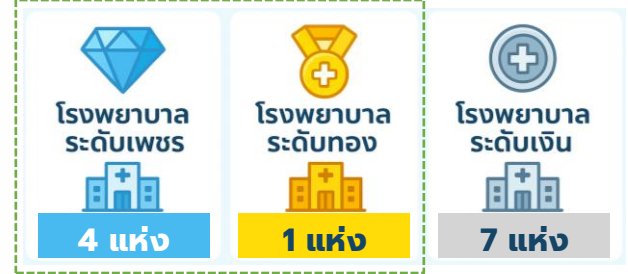 โรงพยาบาล
ระดับเพชร
4 แห่ง
โรงพยาบาล
ระดับทอง
1 แห่ง
โรงพยาบาล
ระดับเงิน
7 แห่ง